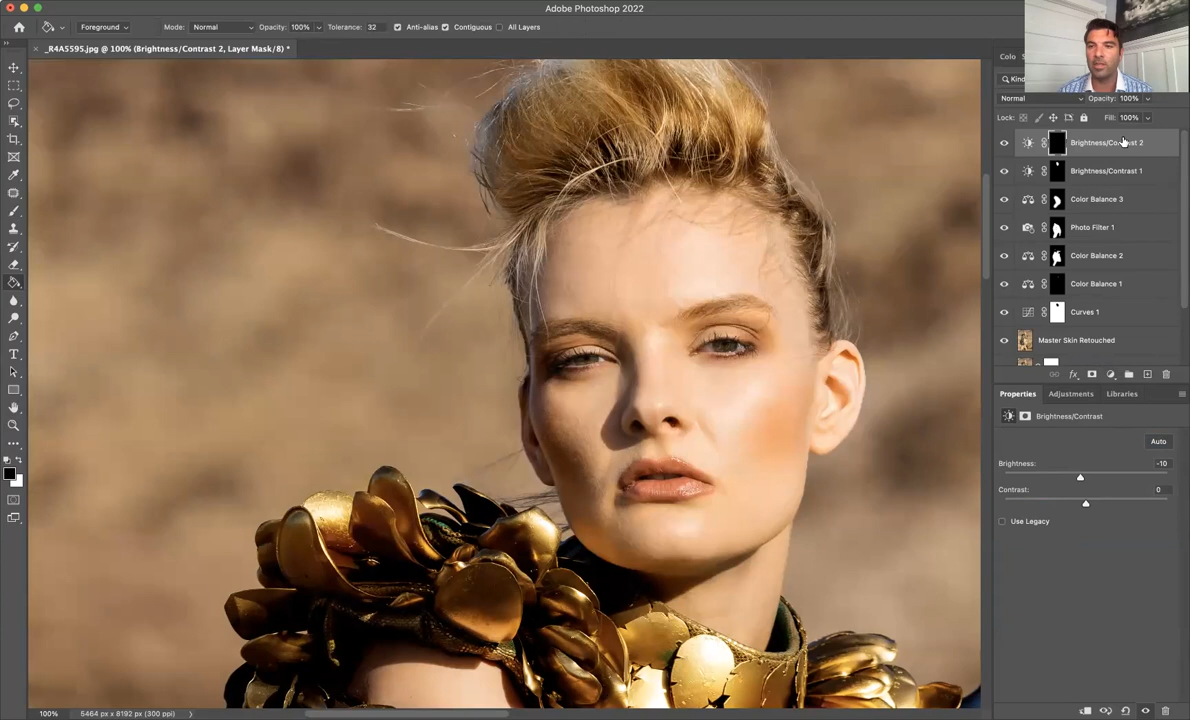 Adobe Photoshop 2022
Foreground Mode: Normal Opacity: 100% Tolerance: 32 Anti-alias Contiguous All Layers
_R4A5595.jpg @ 100% (Brightness/Contrast 2, Layer Mask/8) *
Colo
Kind
Normal Opacity: 100%
Lock: Fill: 100%
Brightness/Contrast 2
Brightness/Contrast 1
Color Balance 3
Photo Filter 1
Color Balance 2
Color Balance 1
Curves 1
Master Skin Retouched
fx
Properties Adjustments Libraries
Brightness/Contrast
Auto
Brightness: -10
Contrast: 0
Use Legacy
100% 5464 px x 8192 px (300 ppi)